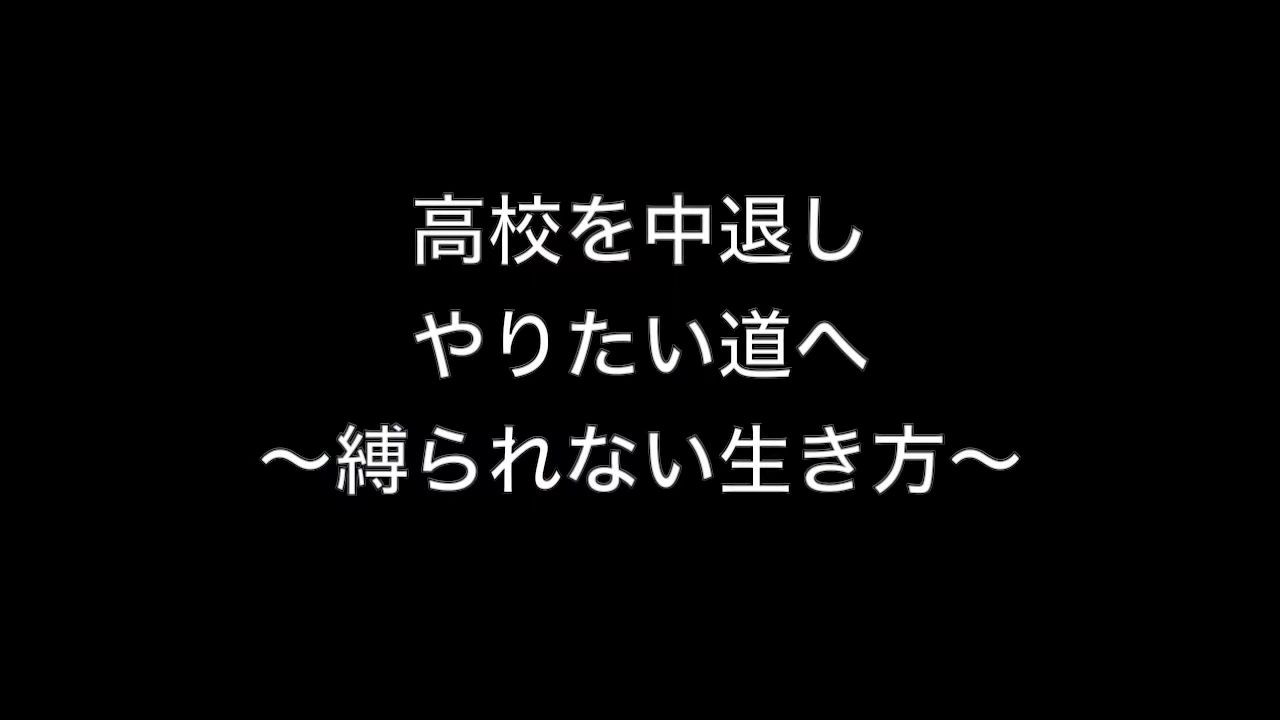 高校を中退し
やりたい道へ
〜縛られない生き方〜